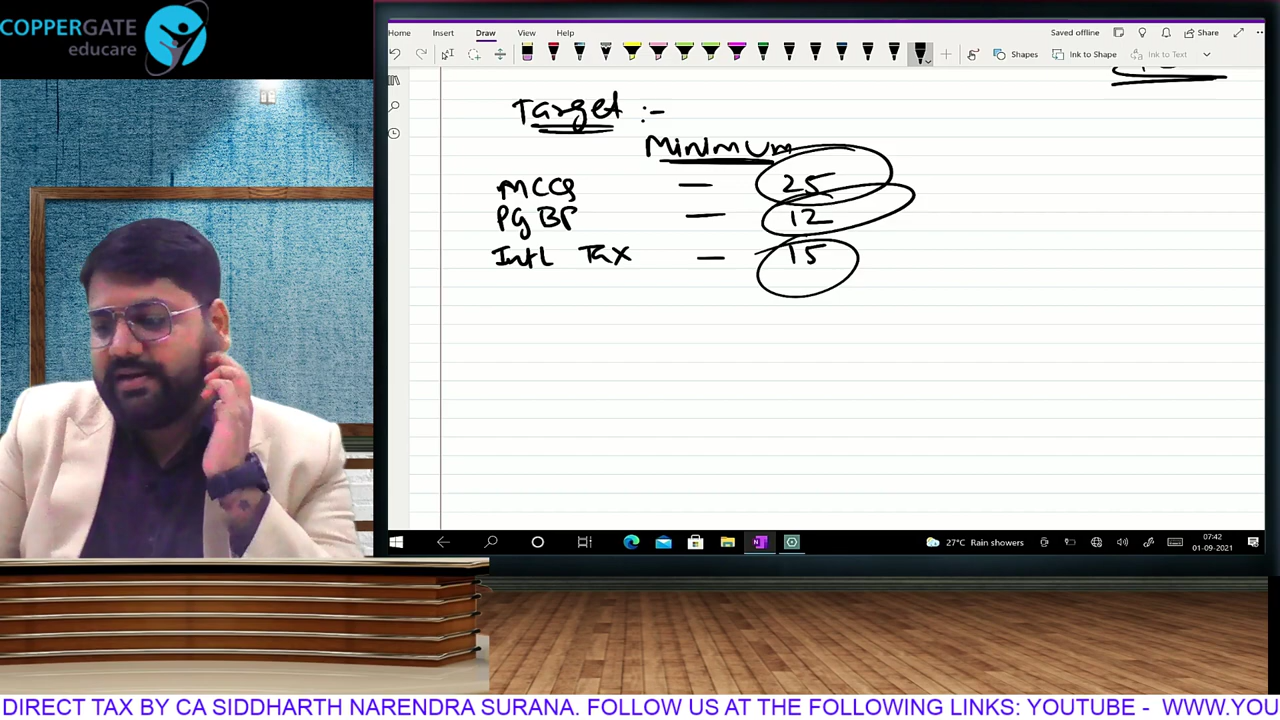 COPPERGATE
educare
Home Insert Draw View Help
Saved offline
Share
Shapes
Ink to Shape
Ink to Text
Target :-
Minimum
MCQs — 25
PGBP — 12
Intl Tax — 15
27°C Rain showers
07:42
01-09-2021
DIRECT TAX BY CA SIDDHARTH NARENDRA SURANA. FOLLOW US AT THE FOLLOWING LINKS: YOUTUBE - WWW.YOU